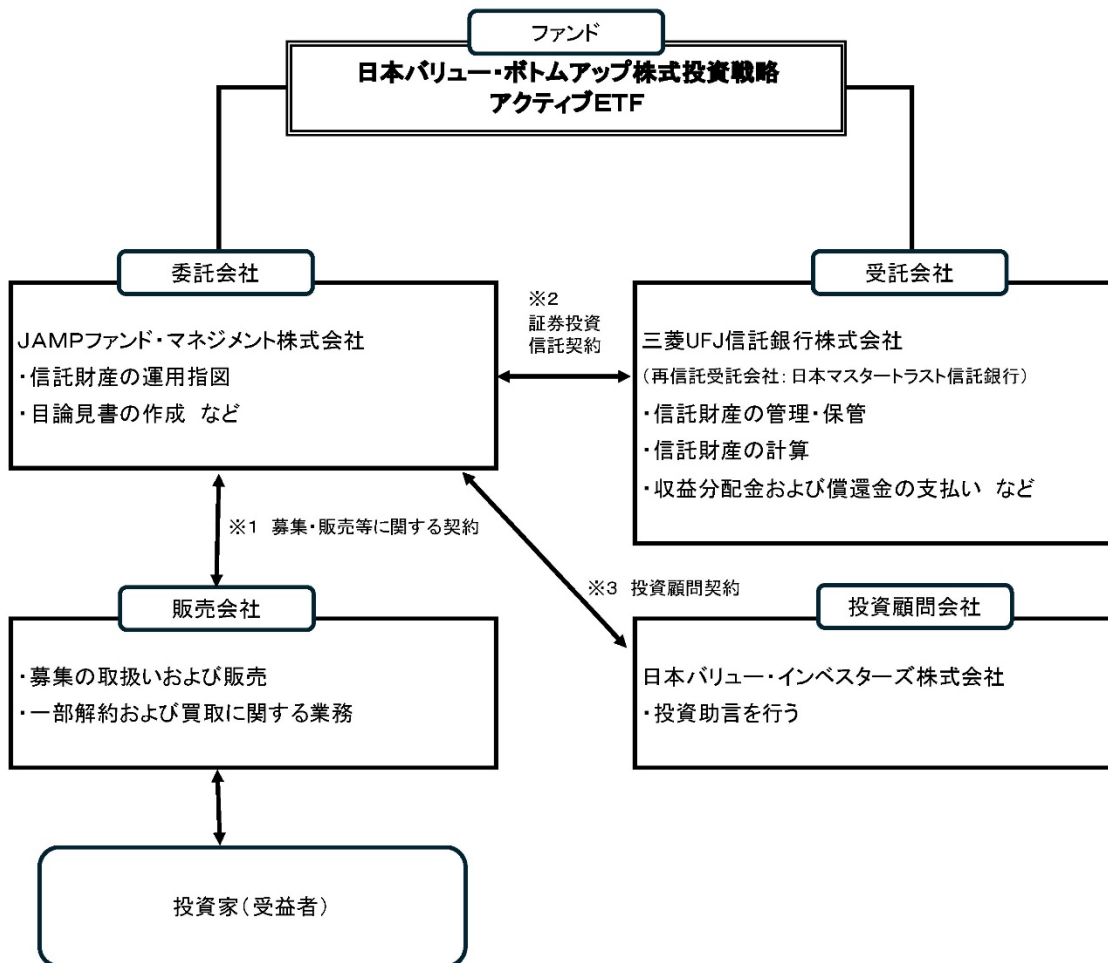 ファンド
日本バリュー・ボトムアップ株式投資戦略
アクティブETF
委託会社
JAMPファンド・マネジメント株式会社
・信託財産の運用指図
・目論見書の作成 など
※2
証券投資
信託契約
受託会社
三菱UFJ信託銀行株式会社
(再信託受託会社：日本マスタートラスト信託銀行)
・信託財産の管理・保管
・信託財産の計算
・収益分配金および償還金の支払い など
※1 募集・販売等に関する契約
※3 投資顧問契約
販売会社
・募集の取扱いおよび販売
・一部解約および買取に関する業務
投資顧問会社
日本バリュー・インベスターズ株式会社
・投資助言を行う
投資家(受益者)